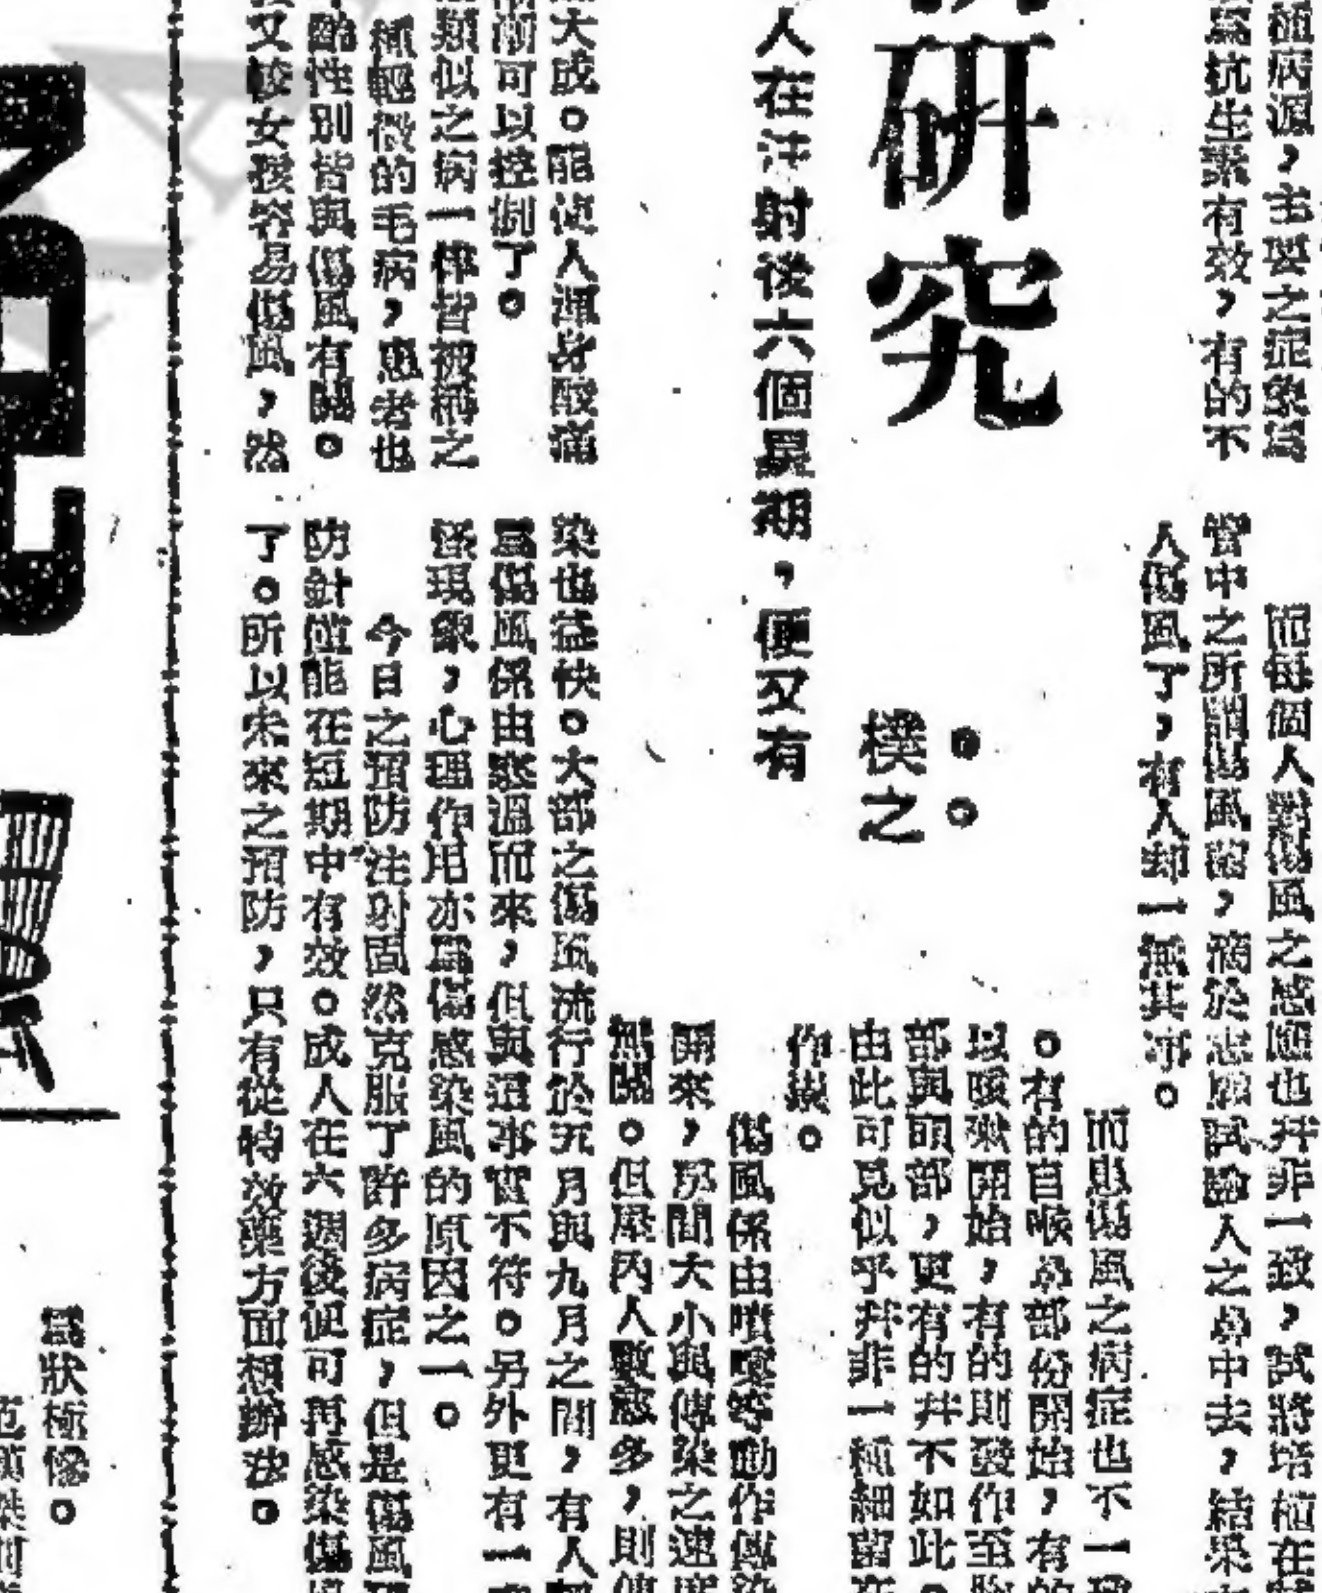 種病源，主要之症象為
為抗生素有效，有的不
而每個人對傷風之感應也幷非一致，試將培植在
管中之所謂傷風菌，滴於志願試驗人之鼻中去，結果
人傷風了，有人却一無其事。
而患傷風之病症也不一
。有的自喉鼻部份開始，有的
以咳嗽開始，有的則發作至胸
部與頭部，更有的幷不如此。
由此可見似乎幷非一種細菌在
作祟。
研究
樸之
人在注射後六個星期，便又有
傷風係由噴嚏等動作傳染
開來，房間大小與傳染之速度
無關。但屋內人數愈多，則傳
染也益快。大部之傷風流行於五月與九月之間，有人
為傷風係由感溫而來，但與這事實不符。另外更有一
現象，心理作用亦為傷感染風的原因之一。
今日之預防注射固然克服了許多病症，但是傷風
防針僅能在短期中有效。成人在六週後便可再感染傷
了。所以未來之預防，只有從特效藥方面想辦法。
大成。能使人渾身酸痛
漸可以控制了。
類似之病一樣皆被稱之
種輕微的毛病，患者也
齡性別皆與傷風有關。
又較女孩容易傷風，然
為狀極慘。